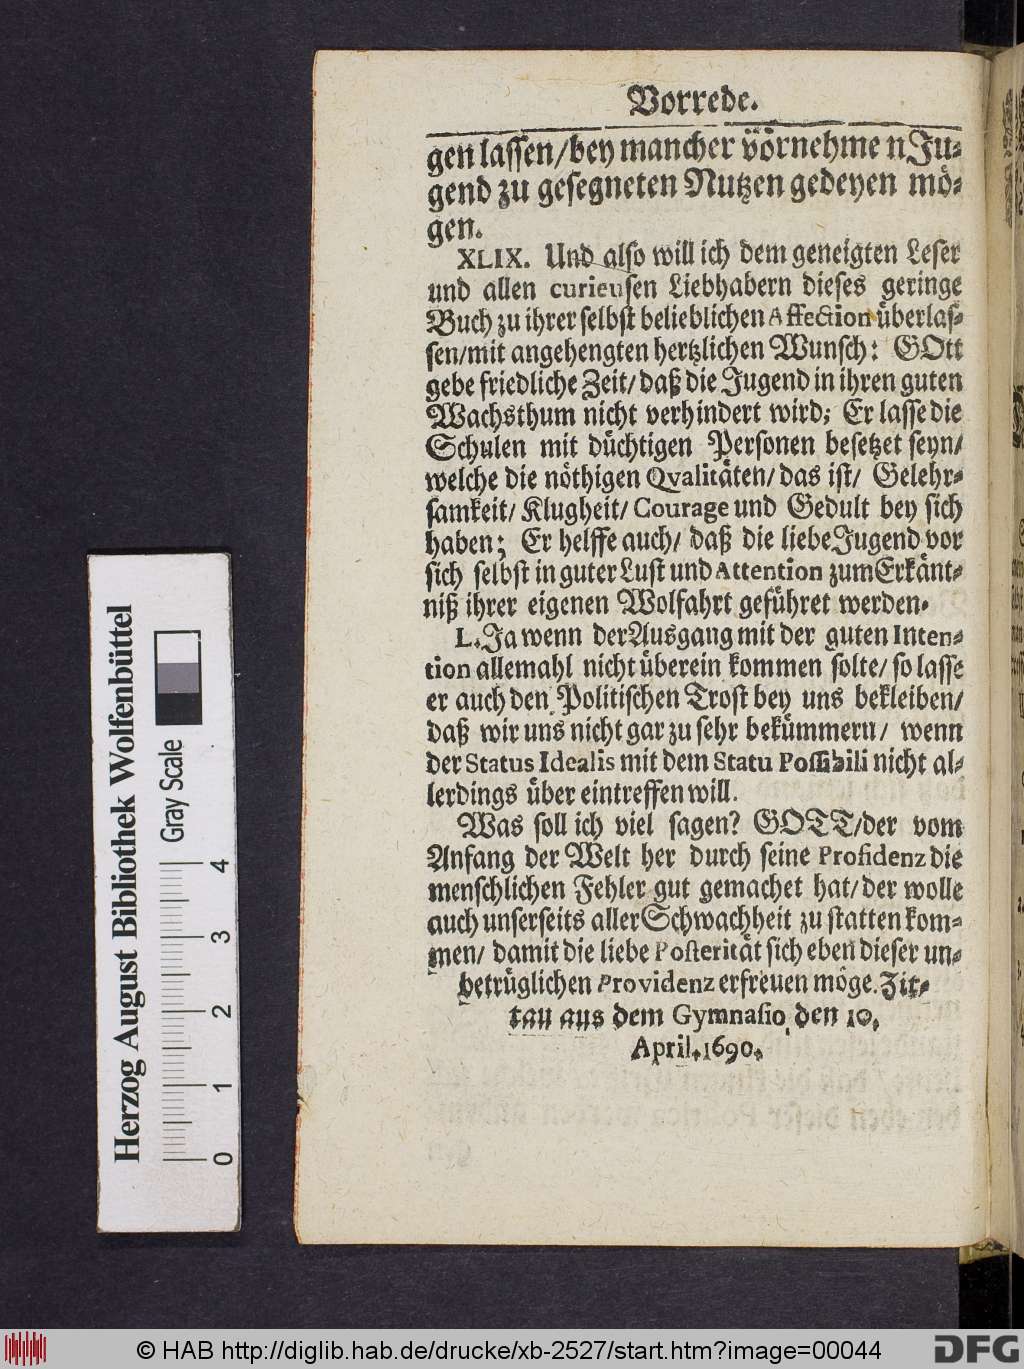 Vorrede.
gen lassen/bey mancher vörnehme n Ju-
gend zu gesegneten Nutzen gedeyen mö-
gen.
XLIX. Und also will ich dem geneigten Leser
und allen curieusen Liebhabern dieses geringe
Buch zu ihrer selbst belieblichen Affection überlas-
sen/mit angehengten hertzlichen Wunsch: GOtt
gebe friedliche Zeit/ daß die Jugend in ihren guten
Wachsthum nicht verhindert wird; Er lasse die
Schulen mit düchtigen Personen besetzet seyn/
welche die nöthigen Qvalitäten/ das ist/ Gelehr-
samkeit/ Klugheit/ Courage und Gedult bey sich
haben; Er helffe auch/ daß die liebe Jugend vor
sich selbst in guter Lust und Attention zum Erkänt-
niß ihrer eigenen Wolfahrt geführet werden.
L. Ja wenn der Ausgang mit der guten Inten-
tion allemahl nicht überein kommen solte/ so lasse
er auch den Politischen Trost bey uns bekleiben/
daß wir uns nicht gar zu sehr bekümmern/ wenn
der Status Idealis mit dem Statu Possibili nicht al-
lerdings über eintreffen will.
Was soll ich viel sagen? GOTT/der vom
Anfang der Welt her durch seine Profidenz die
menschlichen Fehler gut gemachet hat/ der wolle
auch unserseits aller Schwachheit zu statten kom-
men/ damit die liebe Posterität sich eben dieser un-
betrüglichen Providenz erfreuen möge. Zit-
tau aus dem Gymnasio den 10.
April. 1690.
Herzog August Bibliothek Wolfenbüttel
Gray Scale
0 1 2 3 4
© HAB http://diglib.hab.de/drucke/xb-2527/start.htm?image=00044
DFG